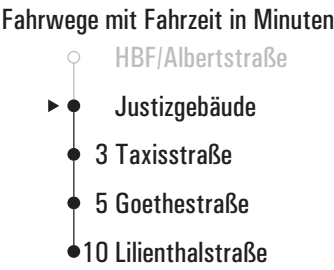 Fahrwege mit Fahrzeit in Minuten
HBF/Albertstraße
Justizgebäude
3 Taxisstraße
5 Goethestraße
10 Lilienthalstraße